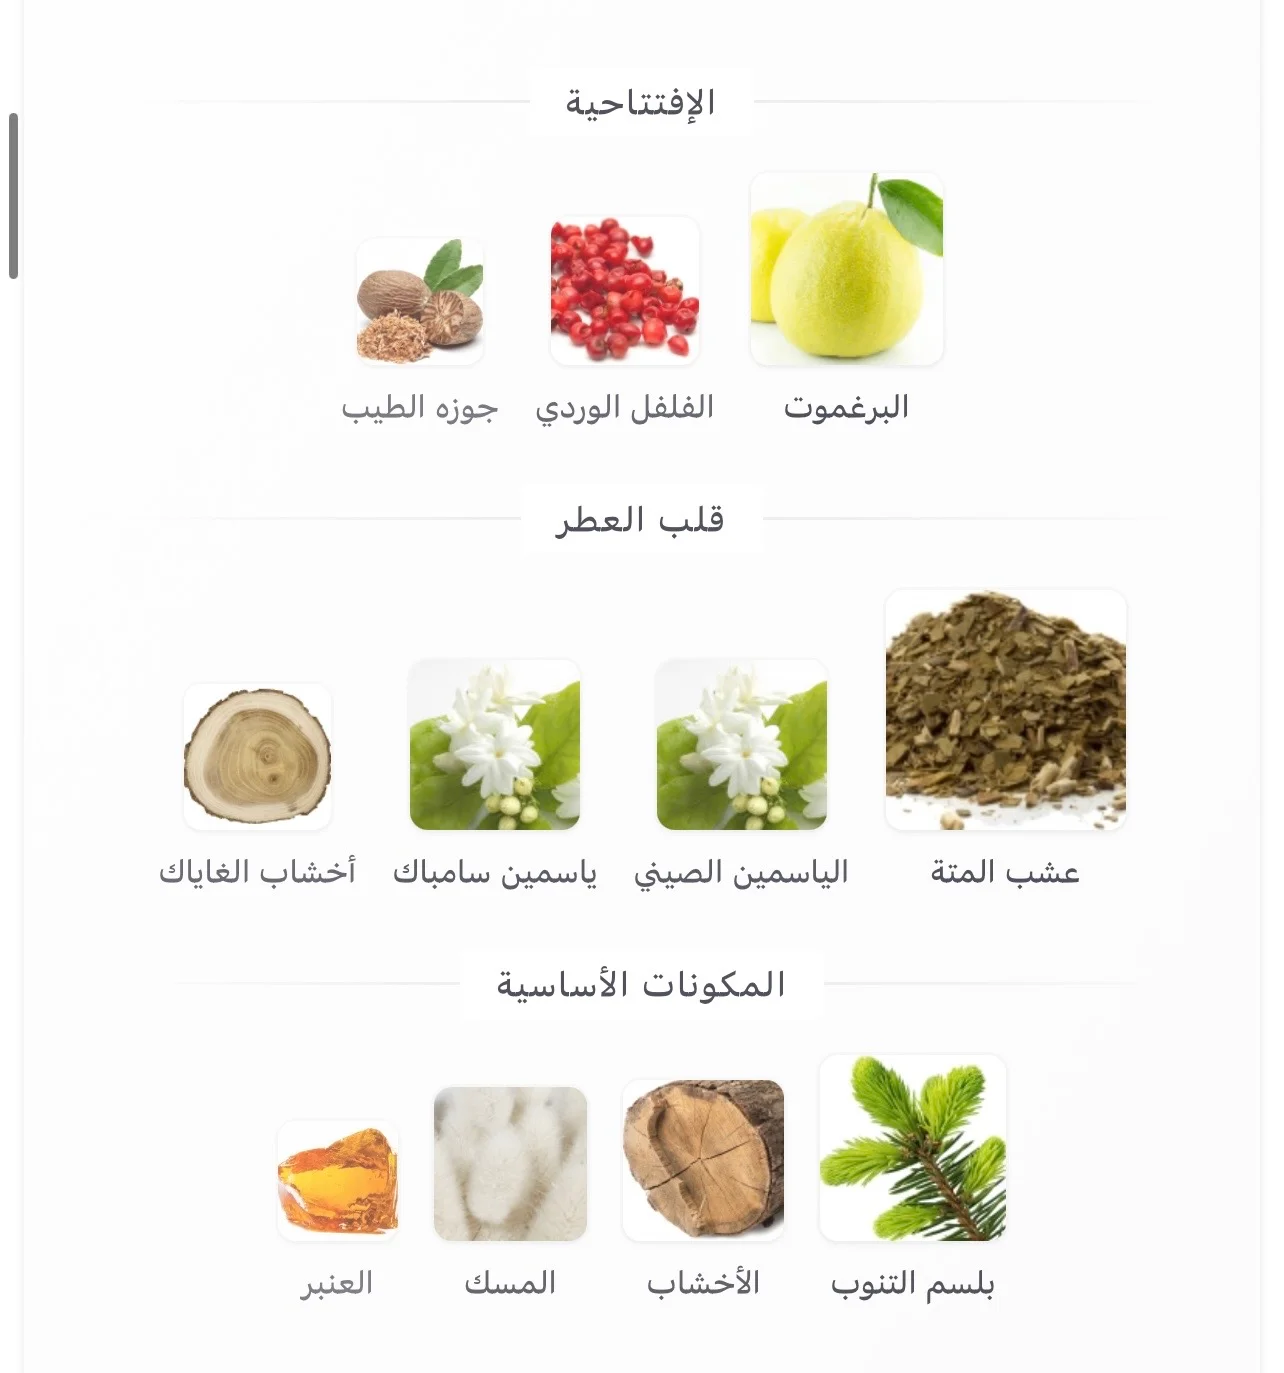 الإفتتاحية
البرغموت الفلفل الوردي جوزه الطيب
قلب العطر
عشب المتة الياسمين الصيني ياسمين سامباك أخشاب الغاياك
المكونات الأساسية
بلسم التنوب الأخشاب المسك العنبر